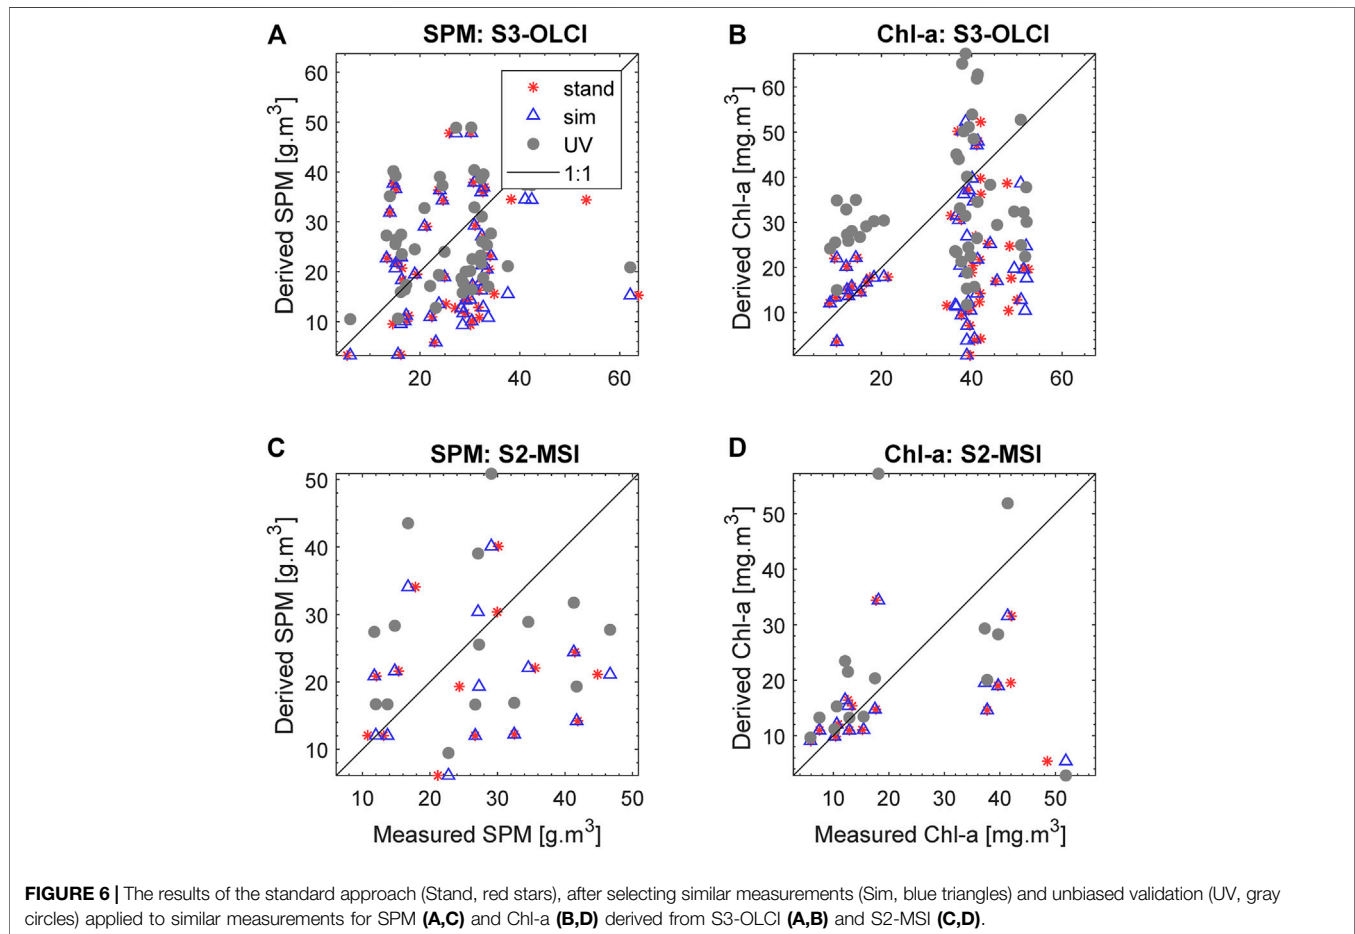 A SPM: S3-OLCI
Derived SPM [g.m³]
60
50
40
30
20
10
20 40 60
stand
sim
UV
1:1
B Chl-a: S3-OLCI
Derived Chl-a [mg.m³]
60
50
40
30
20
10
20 40 60
C SPM: S2-MSI
Derived SPM [g.m³]
50
40
30
20
10
10 20 30 40 50
Measured SPM [g.m³]
D Chl-a: S2-MSI
Derived Chl-a [mg.m³]
50
40
30
20
10
10 20 30 40 50
Measured Chl-a [mg.m³]
FIGURE 6 | The results of the standard approach (Stand, red stars), after selecting similar measurements (Sim, blue triangles) and unbiased validation (UV, gray
circles) applied to similar measurements for SPM (A,C) and Chl-a (B,D) derived from S3-OLCI (A,B) and S2-MSI (C,D).